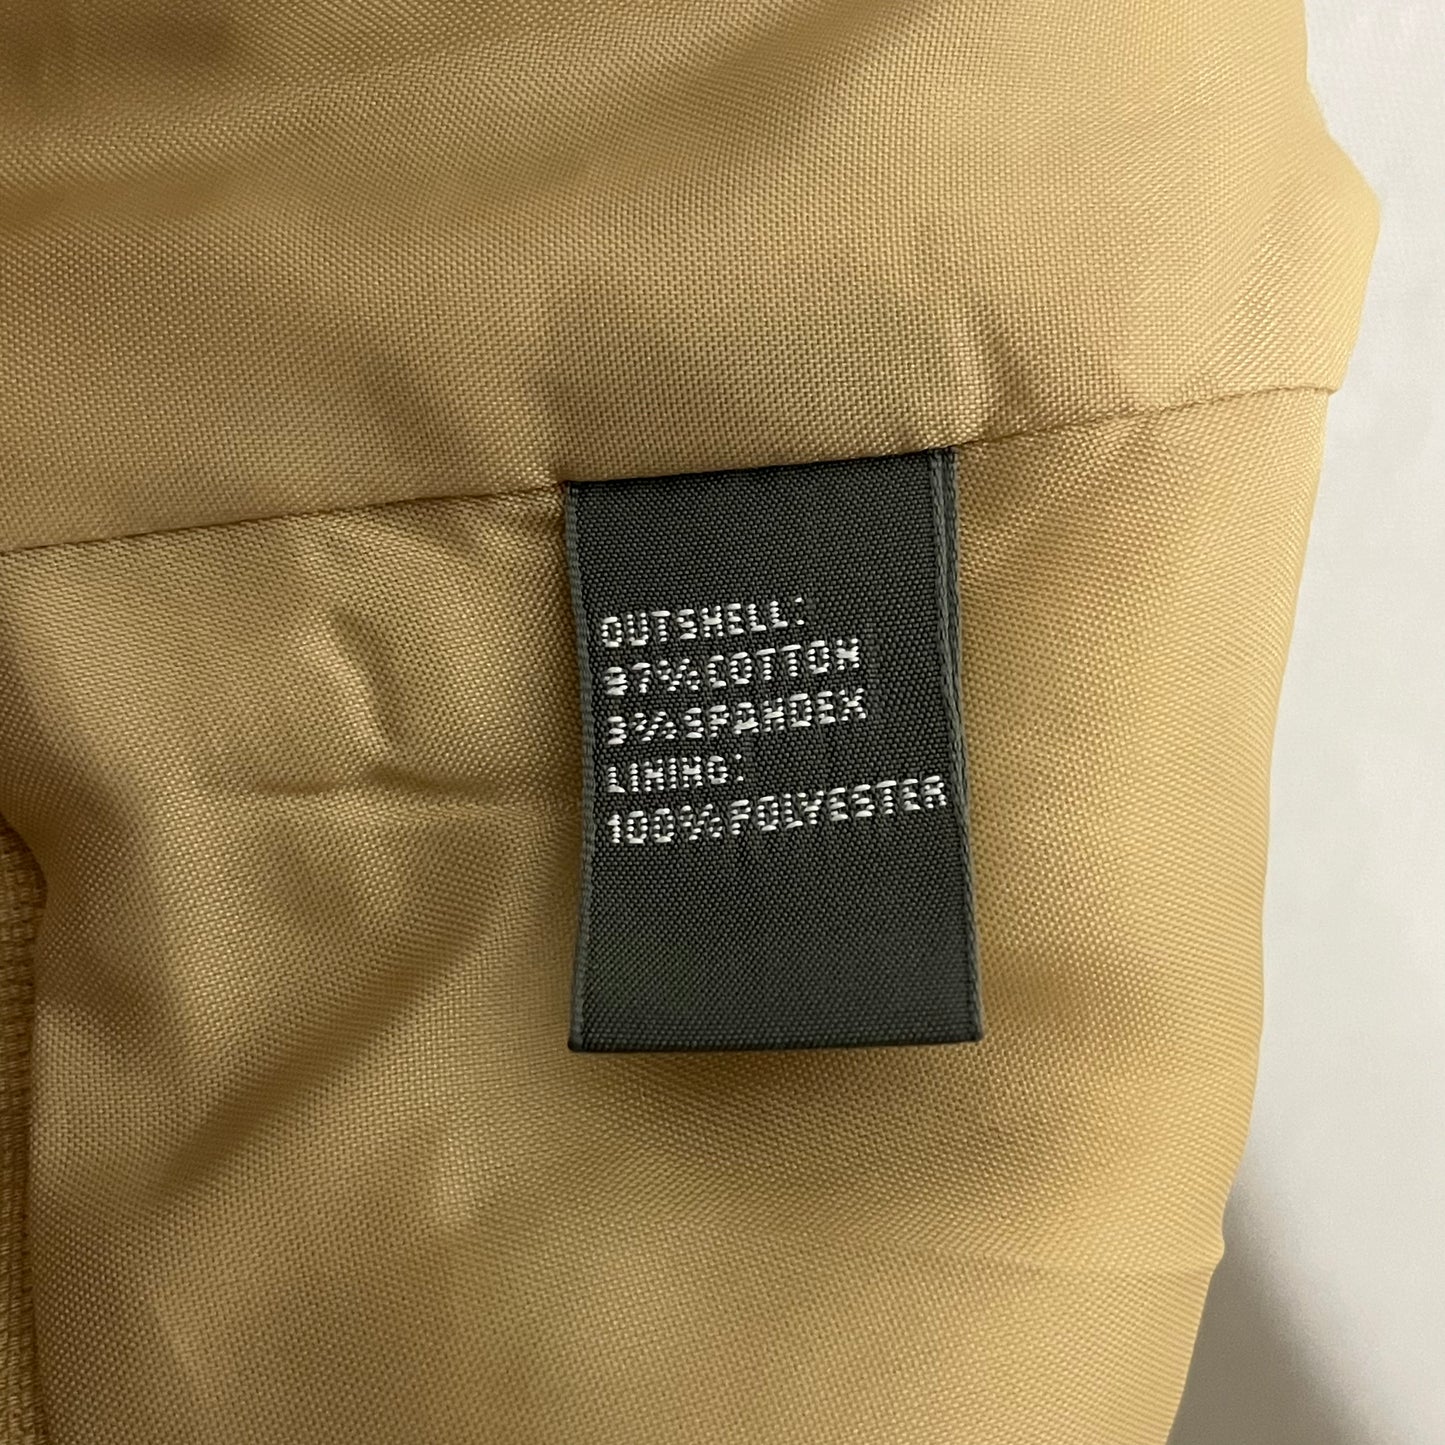 OUTSHELL:
97%COTTON
3%SPANDEX
LINING:
100%POLYESTER